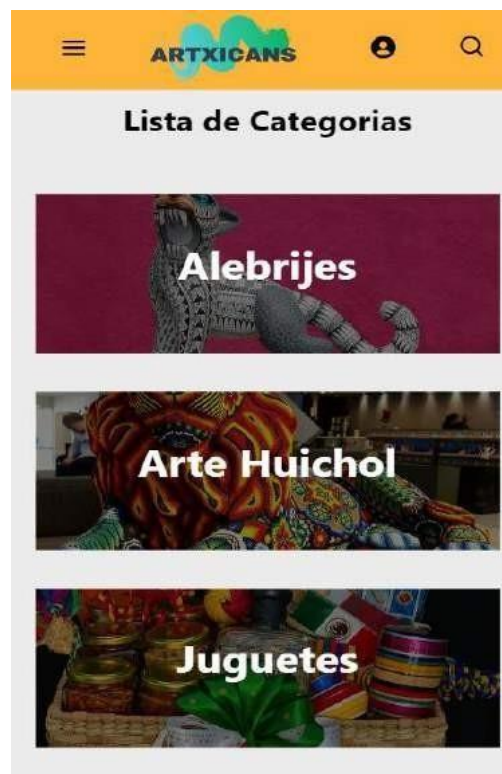 ARTXICANS
Lista de Categorias
Alebrijes
Arte Huichol
Juguetes